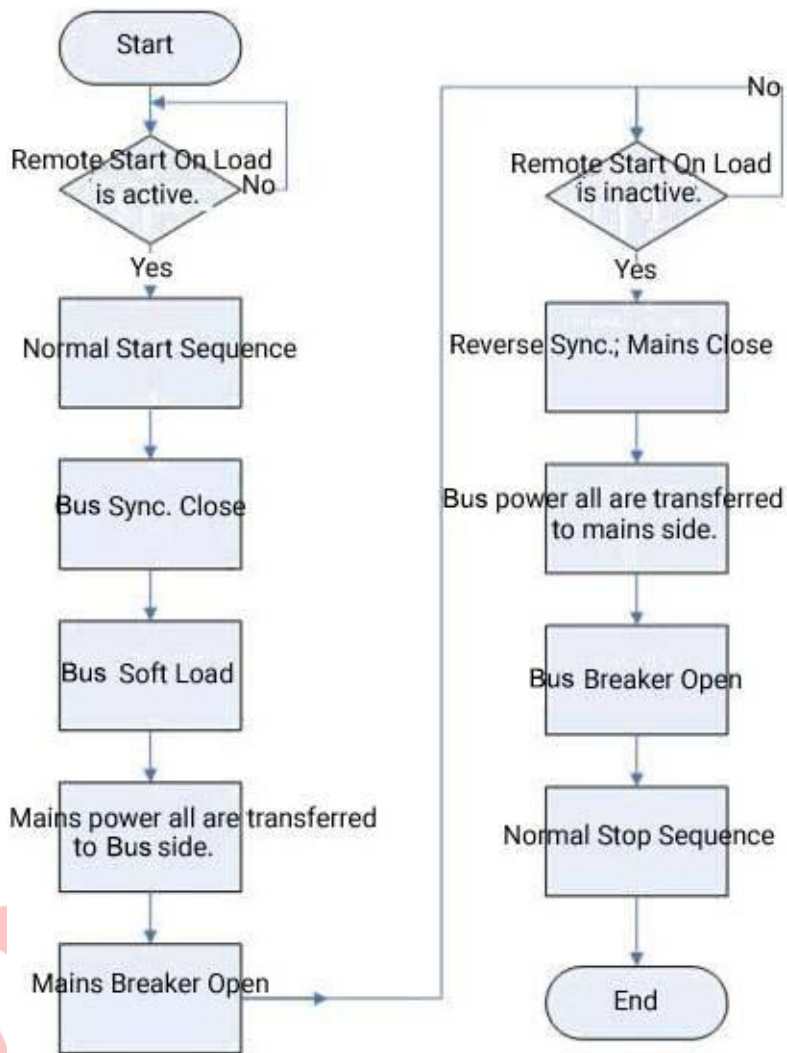 Start
Remote Start On Load
is active.
No
Yes
Normal Start Sequence
Bus Sync. Close
Bus Soft Load
Mains power all are transferred
to Bus side.
Mains Breaker Open
No
Remote Start On Load
is inactive.
Yes
Reverse Sync.; Mains Close
Bus power all are transferred
to mains side.
Bus Breaker Open
Normal Stop Sequence
End